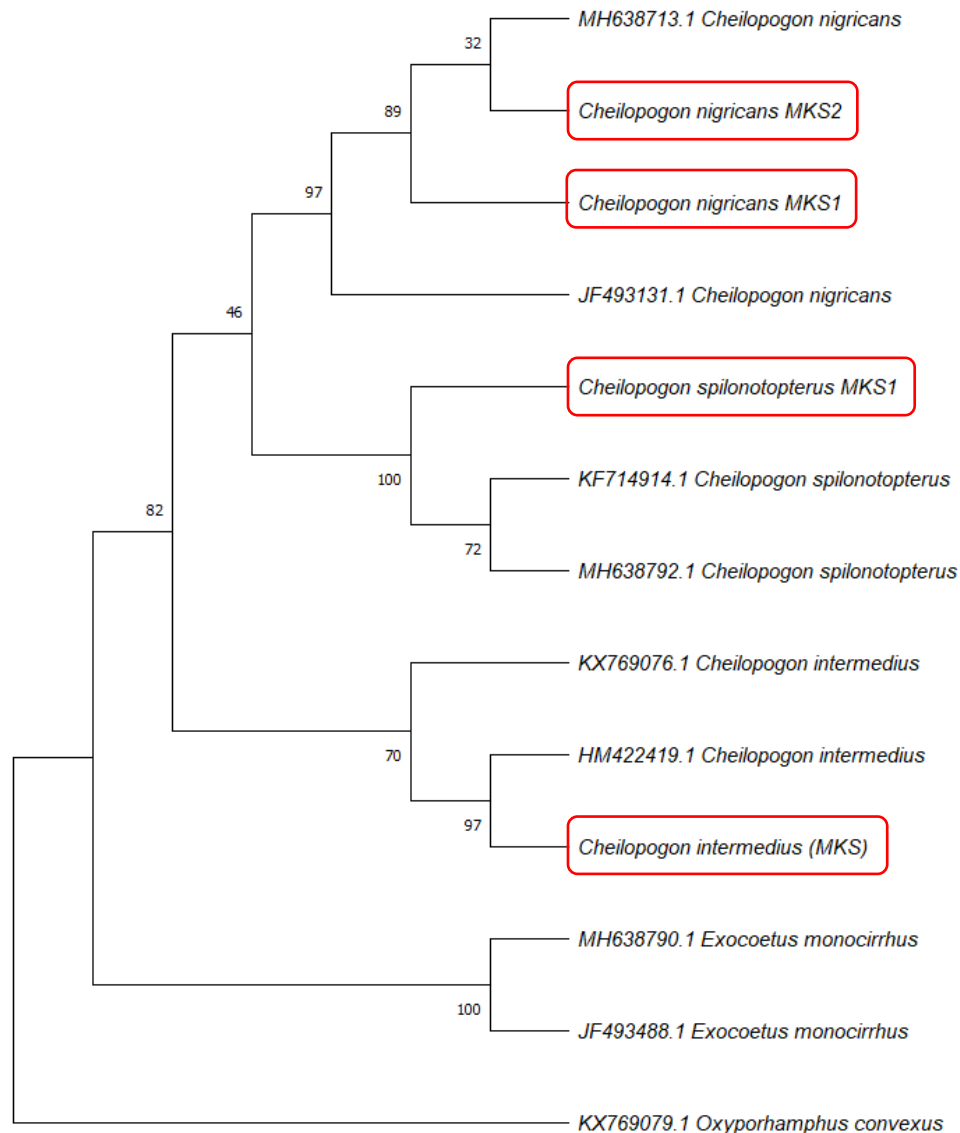 MH638713.1 Cheilopogon nigricans
32
Cheilopogon nigricans MKS2
89
97
Cheilopogon nigricans MKS1
JF493131.1 Cheilopogon nigricans
46
Cheilopogon spilonotopterus MKS1
100
KF714914.1 Cheilopogon spilonotopterus
82
72
MH638792.1 Cheilopogon spilonotopterus
KX769076.1 Cheilopogon intermedius
70
HM422419.1 Cheilopogon intermedius
97
Cheilopogon intermedius (MKS)
MH638790.1 Exocoetus monocirrhus
100
JF493488.1 Exocoetus monocirrhus
KX769079.1 Oxyporhamphus convexus